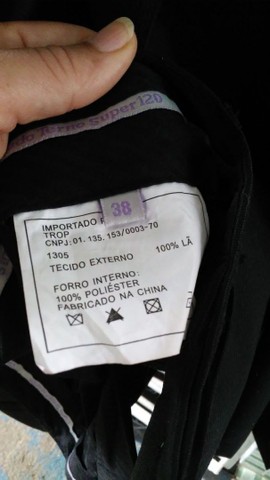 Terno Super 120
38
IMPORTADO
TROP
CNPJ: 01. 135. 153/0003-70
1305
TECIDO EXTERNO 100% LÃ
FORRO INTERNO:
100% POLIÉSTER
FABRICADO NA CHINA